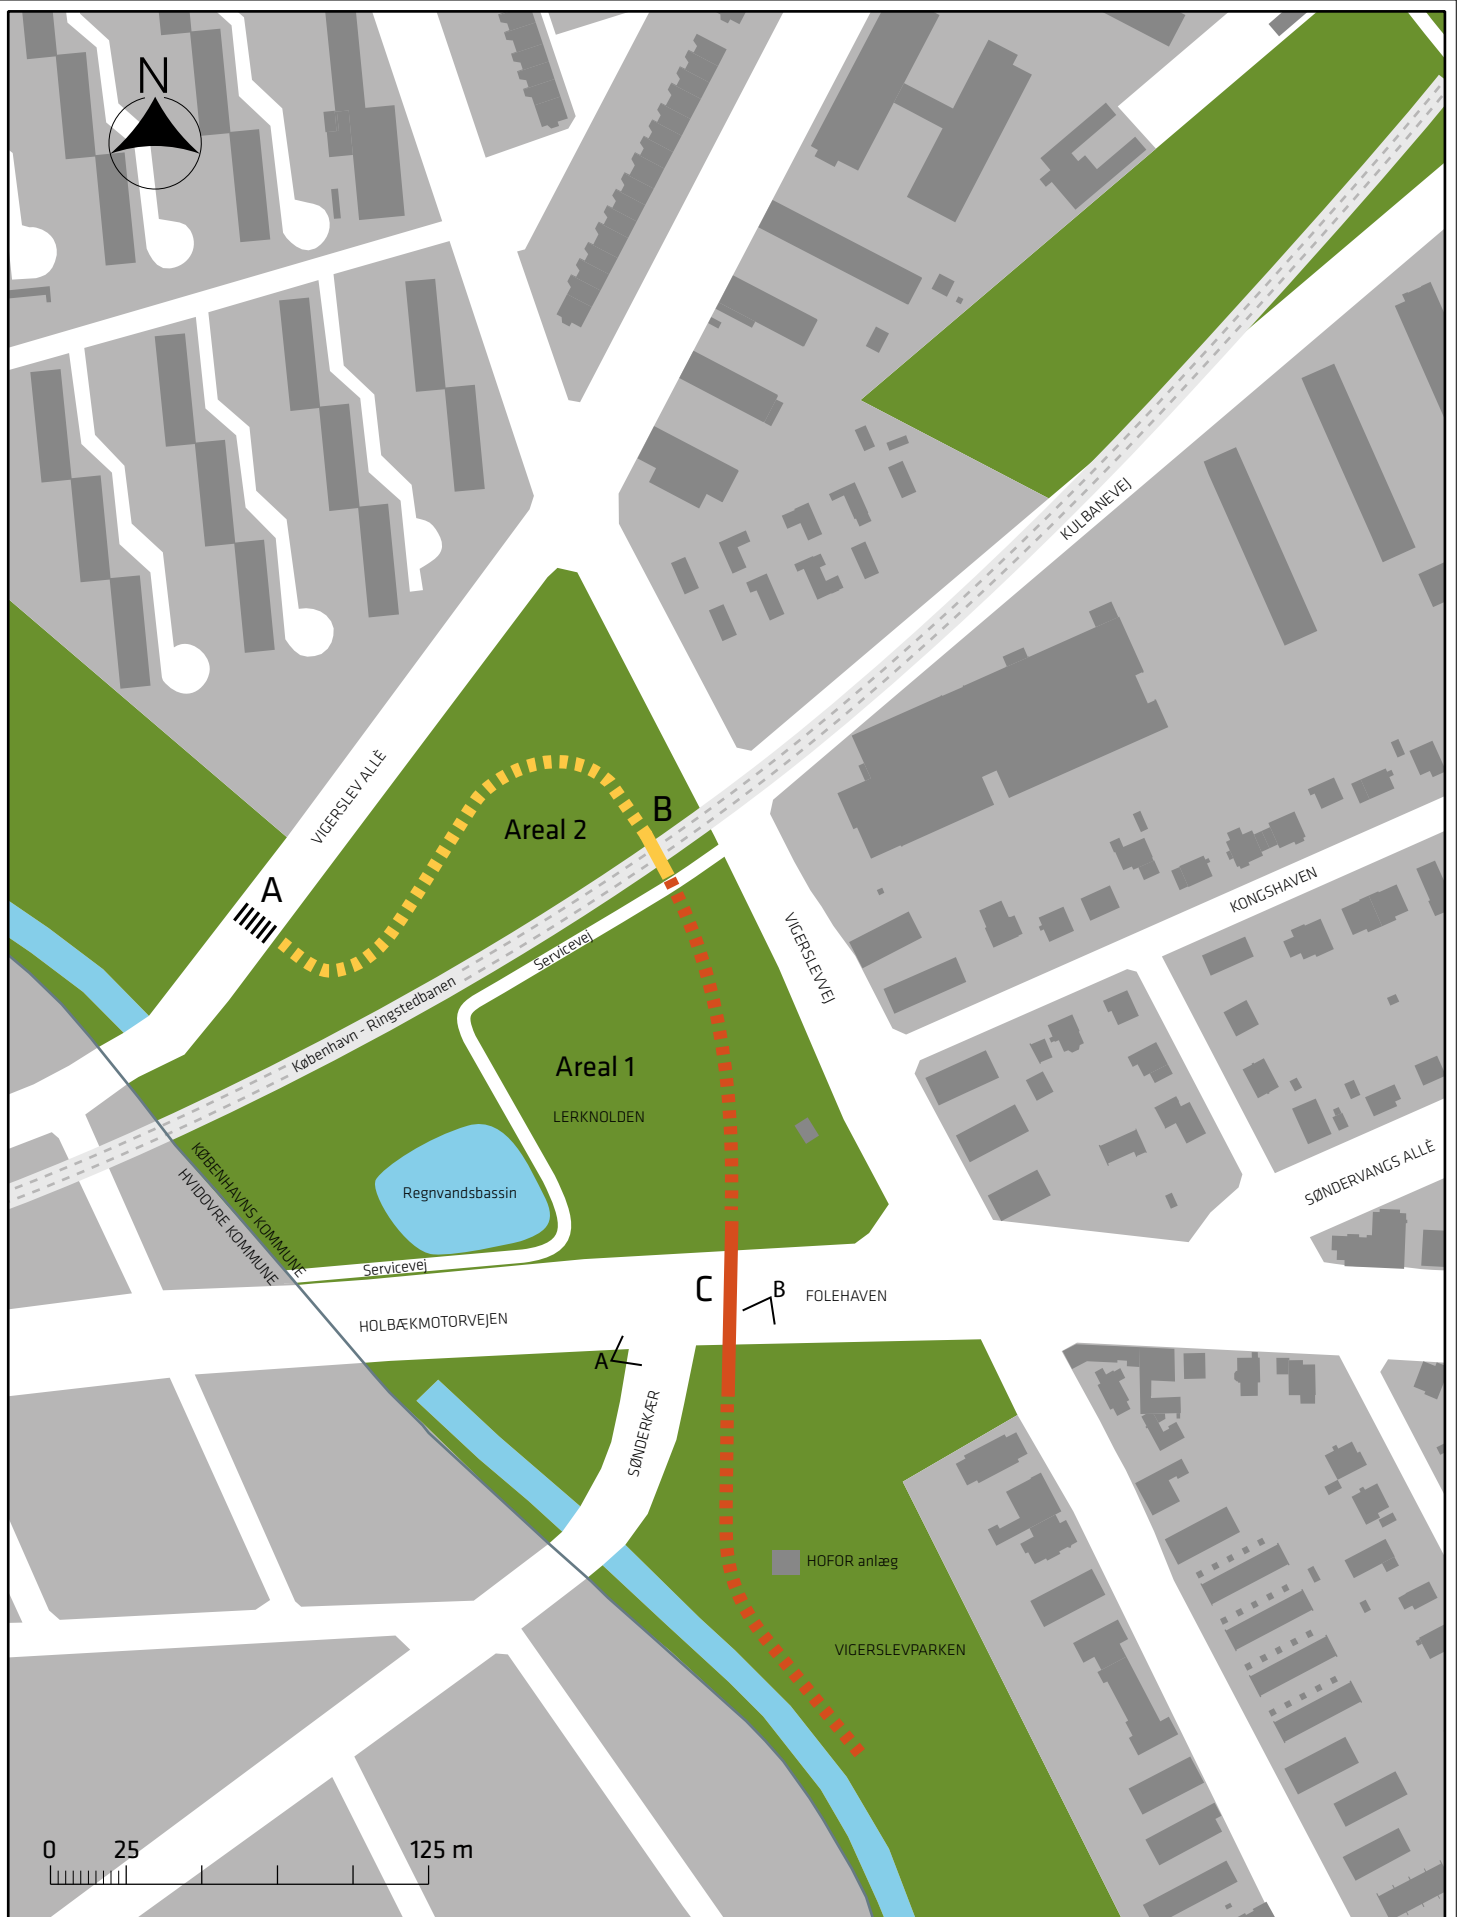 N
KULBANEVEJ
VIGERSLEV ALLÈ
B
Areal 2
A
KONGSHAVEN
VIGERSLEVVEJ
Servicevej
København - Ringstedbanen
Areal 1
LERKNOLDEN
SØNDERVANGS ALLÈ
KØBENHAVNS KOMMUNE
HVIDOVRE KOMMUNE
Regnvandsbassin
Servicevej
C
B
FOLEHAVEN
HOLBÆKMOTORVEJEN
A
SØNDERKÆR
HOFOR anlæg
VIGERSLEVPARKEN
0 25 125 m